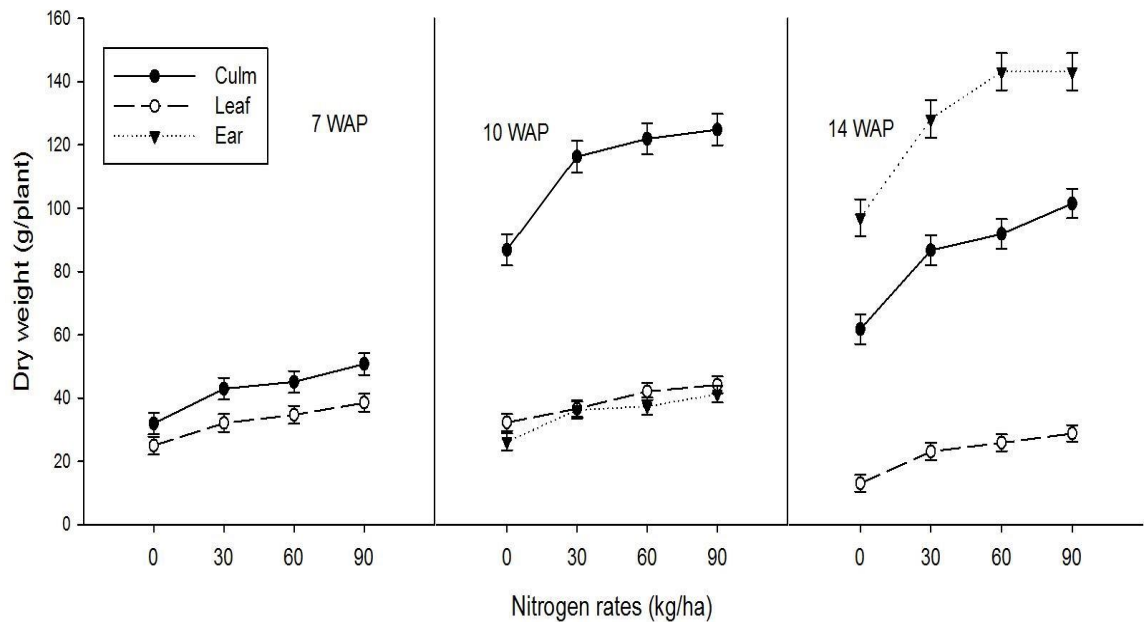 160
140
120
100
80
60
40
20
0
Dry weight (g/plant)
Culm
Leaf
Ear
7 WAP
10 WAP
14 WAP
0 30 60 90 0 30 60 90 0 30 60 90
Nitrogen rates (kg/ha)